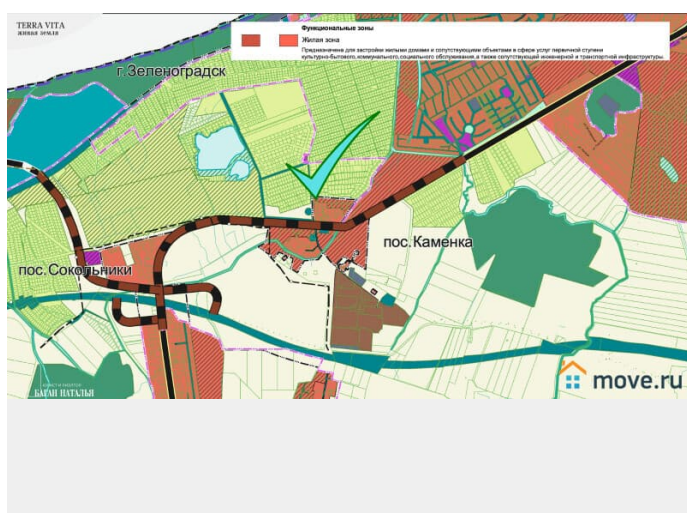 TERRA VITA
живая земля
Функциональные зоны
Жилая зона
Предназначена для застройки жилыми домами и сопутствующими объектами в сфере услуг первичной ступени
культурно-бытового, коммунального, социального обслуживания, а также сопутствующей инженерной и транспортной инфраструктуры.
г. Зеленоградск
пос. Каменка
пос. Сокольники
БАГАН НАТАЛЬЯ
move.ru